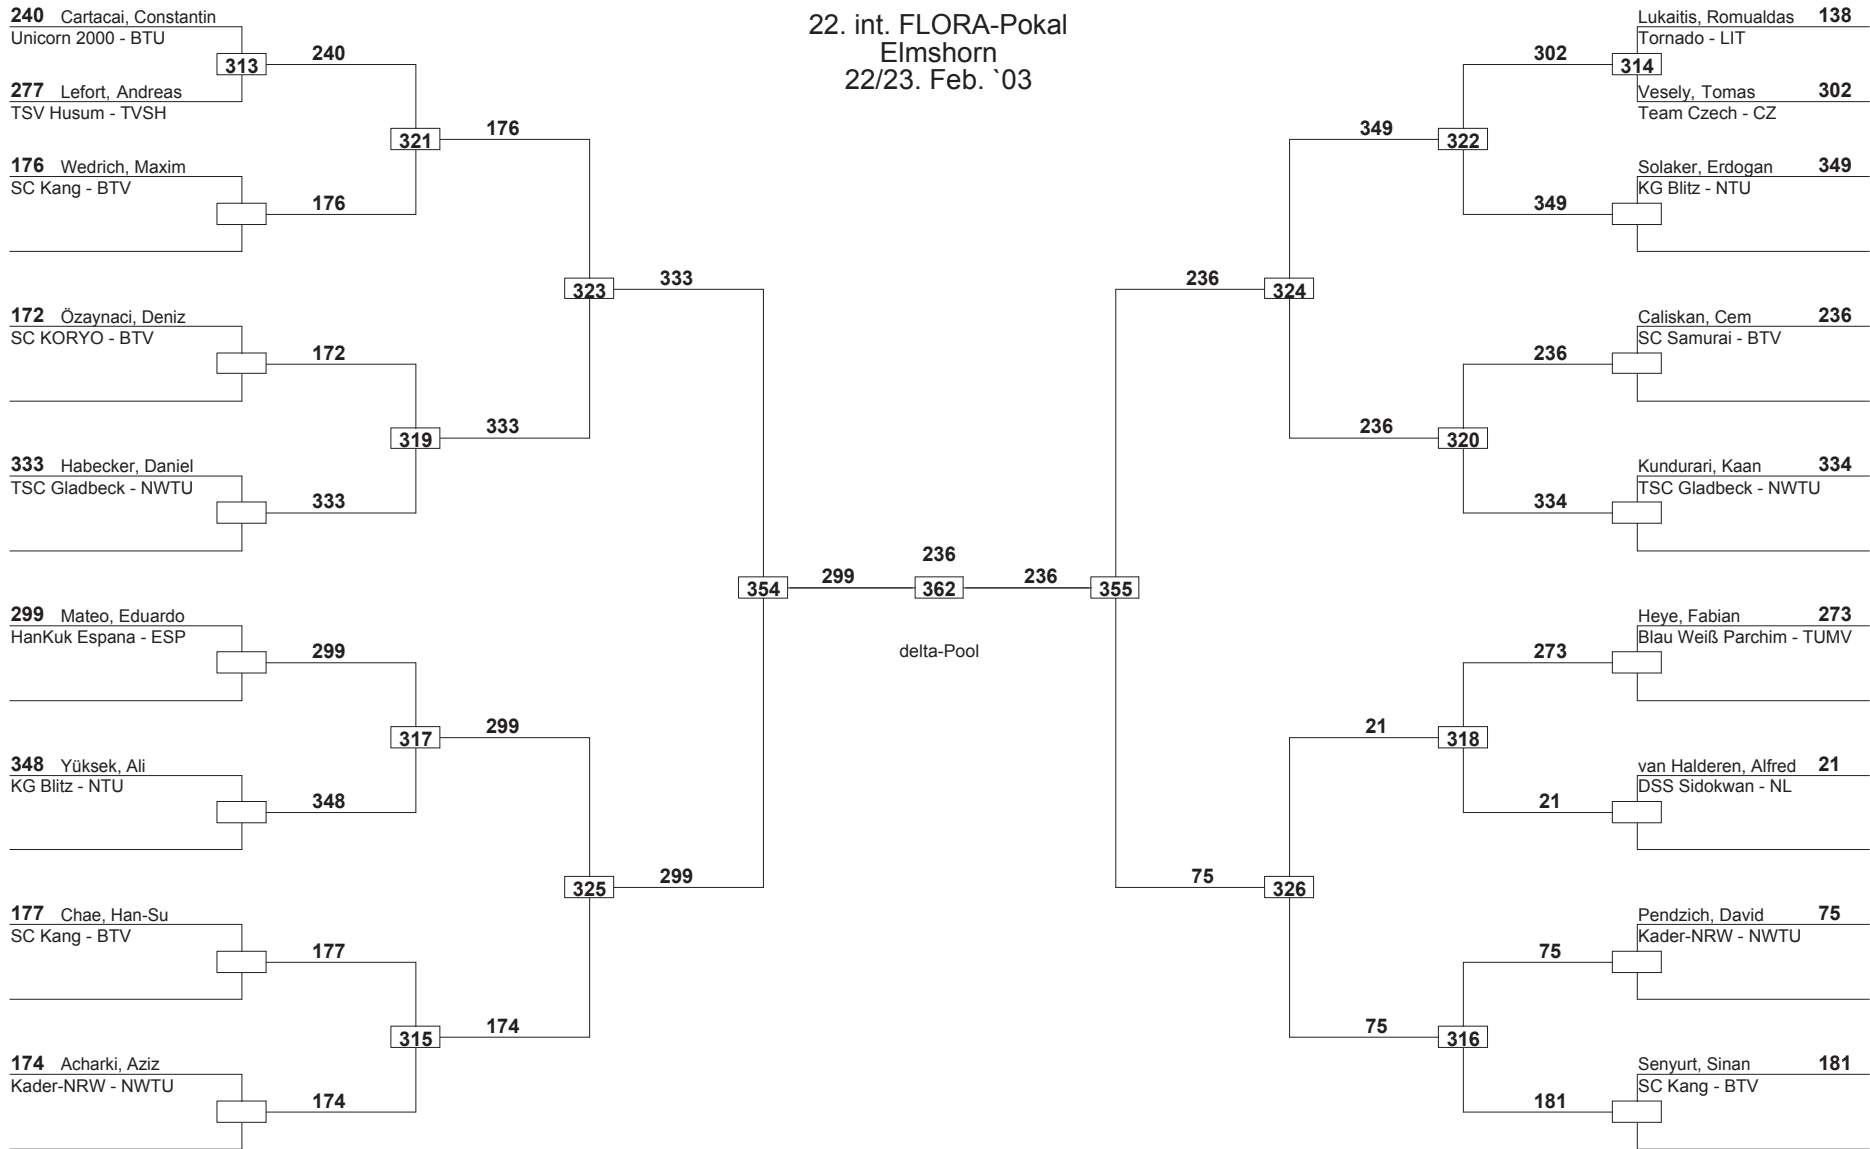 22. int. FLORA-Pokal
Elmshorn
22/23. Feb. `03
240 Cartacai, Constantin
Unicorn 2000 - BTU
313
240
277 Lefort, Andreas
TSV Husum - TVSH
321
176
176 Wedrich, Maxim
SC Kang - BTV
176
323
333
172 Özaynaci, Deniz
SC KORYO - BTV
172
319
333
333 Habecker, Daniel
TSC Gladbeck - NWTU
333
354
299
299 Mateo, Eduardo
HanKuk Espana - ESP
299
317
299
348 Yüksek, Ali
KG Blitz - NTU
348
325
299
177 Chae, Han-Su
SC Kang - BTV
177
315
174
174 Acharki, Aziz
Kader-NRW - NWTU
174
236
362
delta-Pool
Lukaitis, Romualdas 138
Tornado - LIT
302
314
Vesely, Tomas 302
Team Czech - CZ
349
322
Solaker, Erdogan 349
KG Blitz - NTU
349
236
324
Caliskan, Cem 236
SC Samurai - BTV
236
236
320
Kundurari, Kaan 334
TSC Gladbeck - NWTU
334
236
355
Heye, Fabian 273
Blau Weiß Parchim - TUMV
273
21
318
van Halderen, Alfred 21
DSS Sidokwan - NL
21
75
326
Pendzich, David 75
Kader-NRW - NWTU
75
75
316
Senyurt, Sinan 181
SC Kang - BTV
181